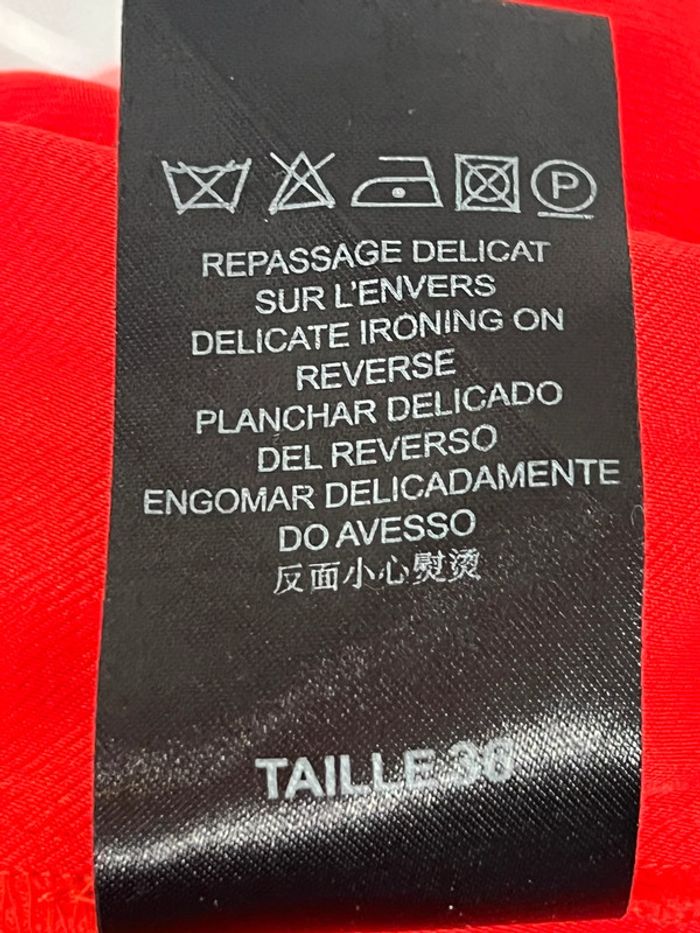 P
REPASSAGE DELICAT
SUR L'ENVERS
DELICATE IRONING ON
REVERSE
PLANCHAR DELICADO
DEL REVERSO
ENGOMAR DELICADAMENTE
DO AVESSO
反面小心熨烫
TAILLE 36